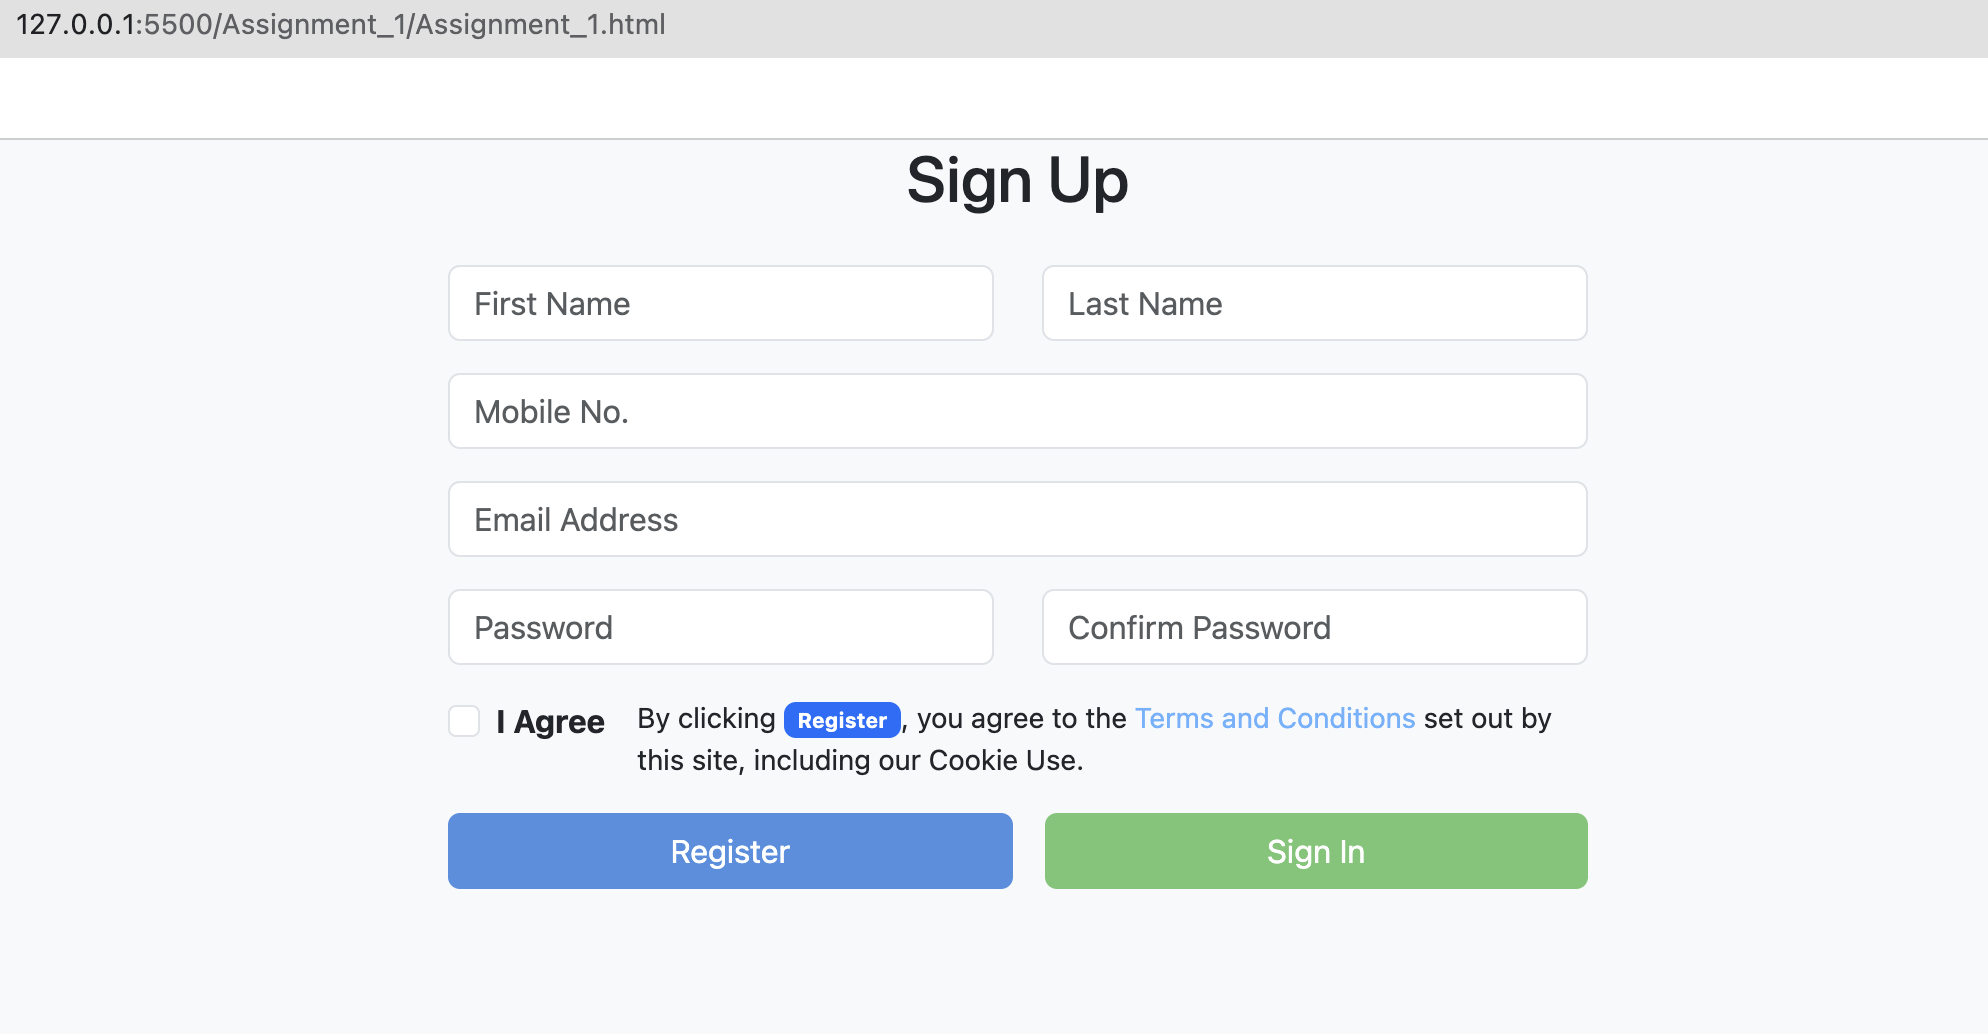 127.0.0.1:5500/Assignment_1/Assignment_1.html
Sign Up
First Name
Last Name
Mobile No.
Email Address
Password
Confirm Password
I Agree
By clicking Register, you agree to the Terms and Conditions set out by
this site, including our Cookie Use.
Register
Sign In